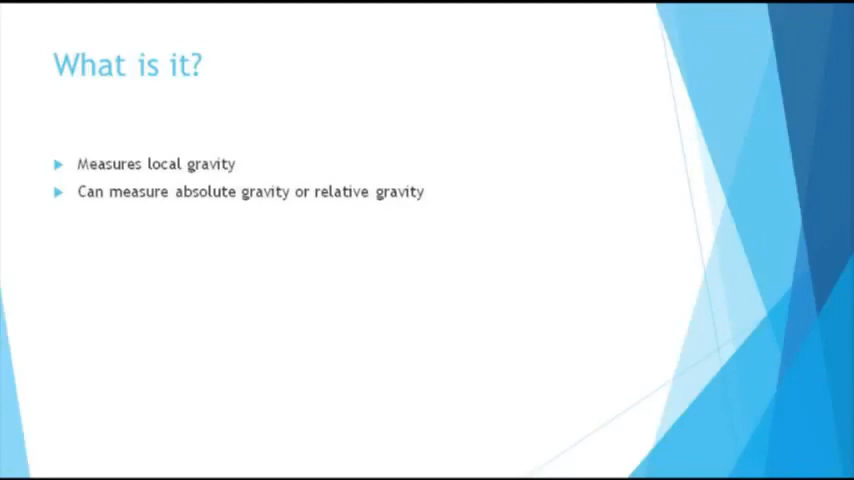 What is it?
Measures local gravity
Can measure absolute gravity or relative gravity